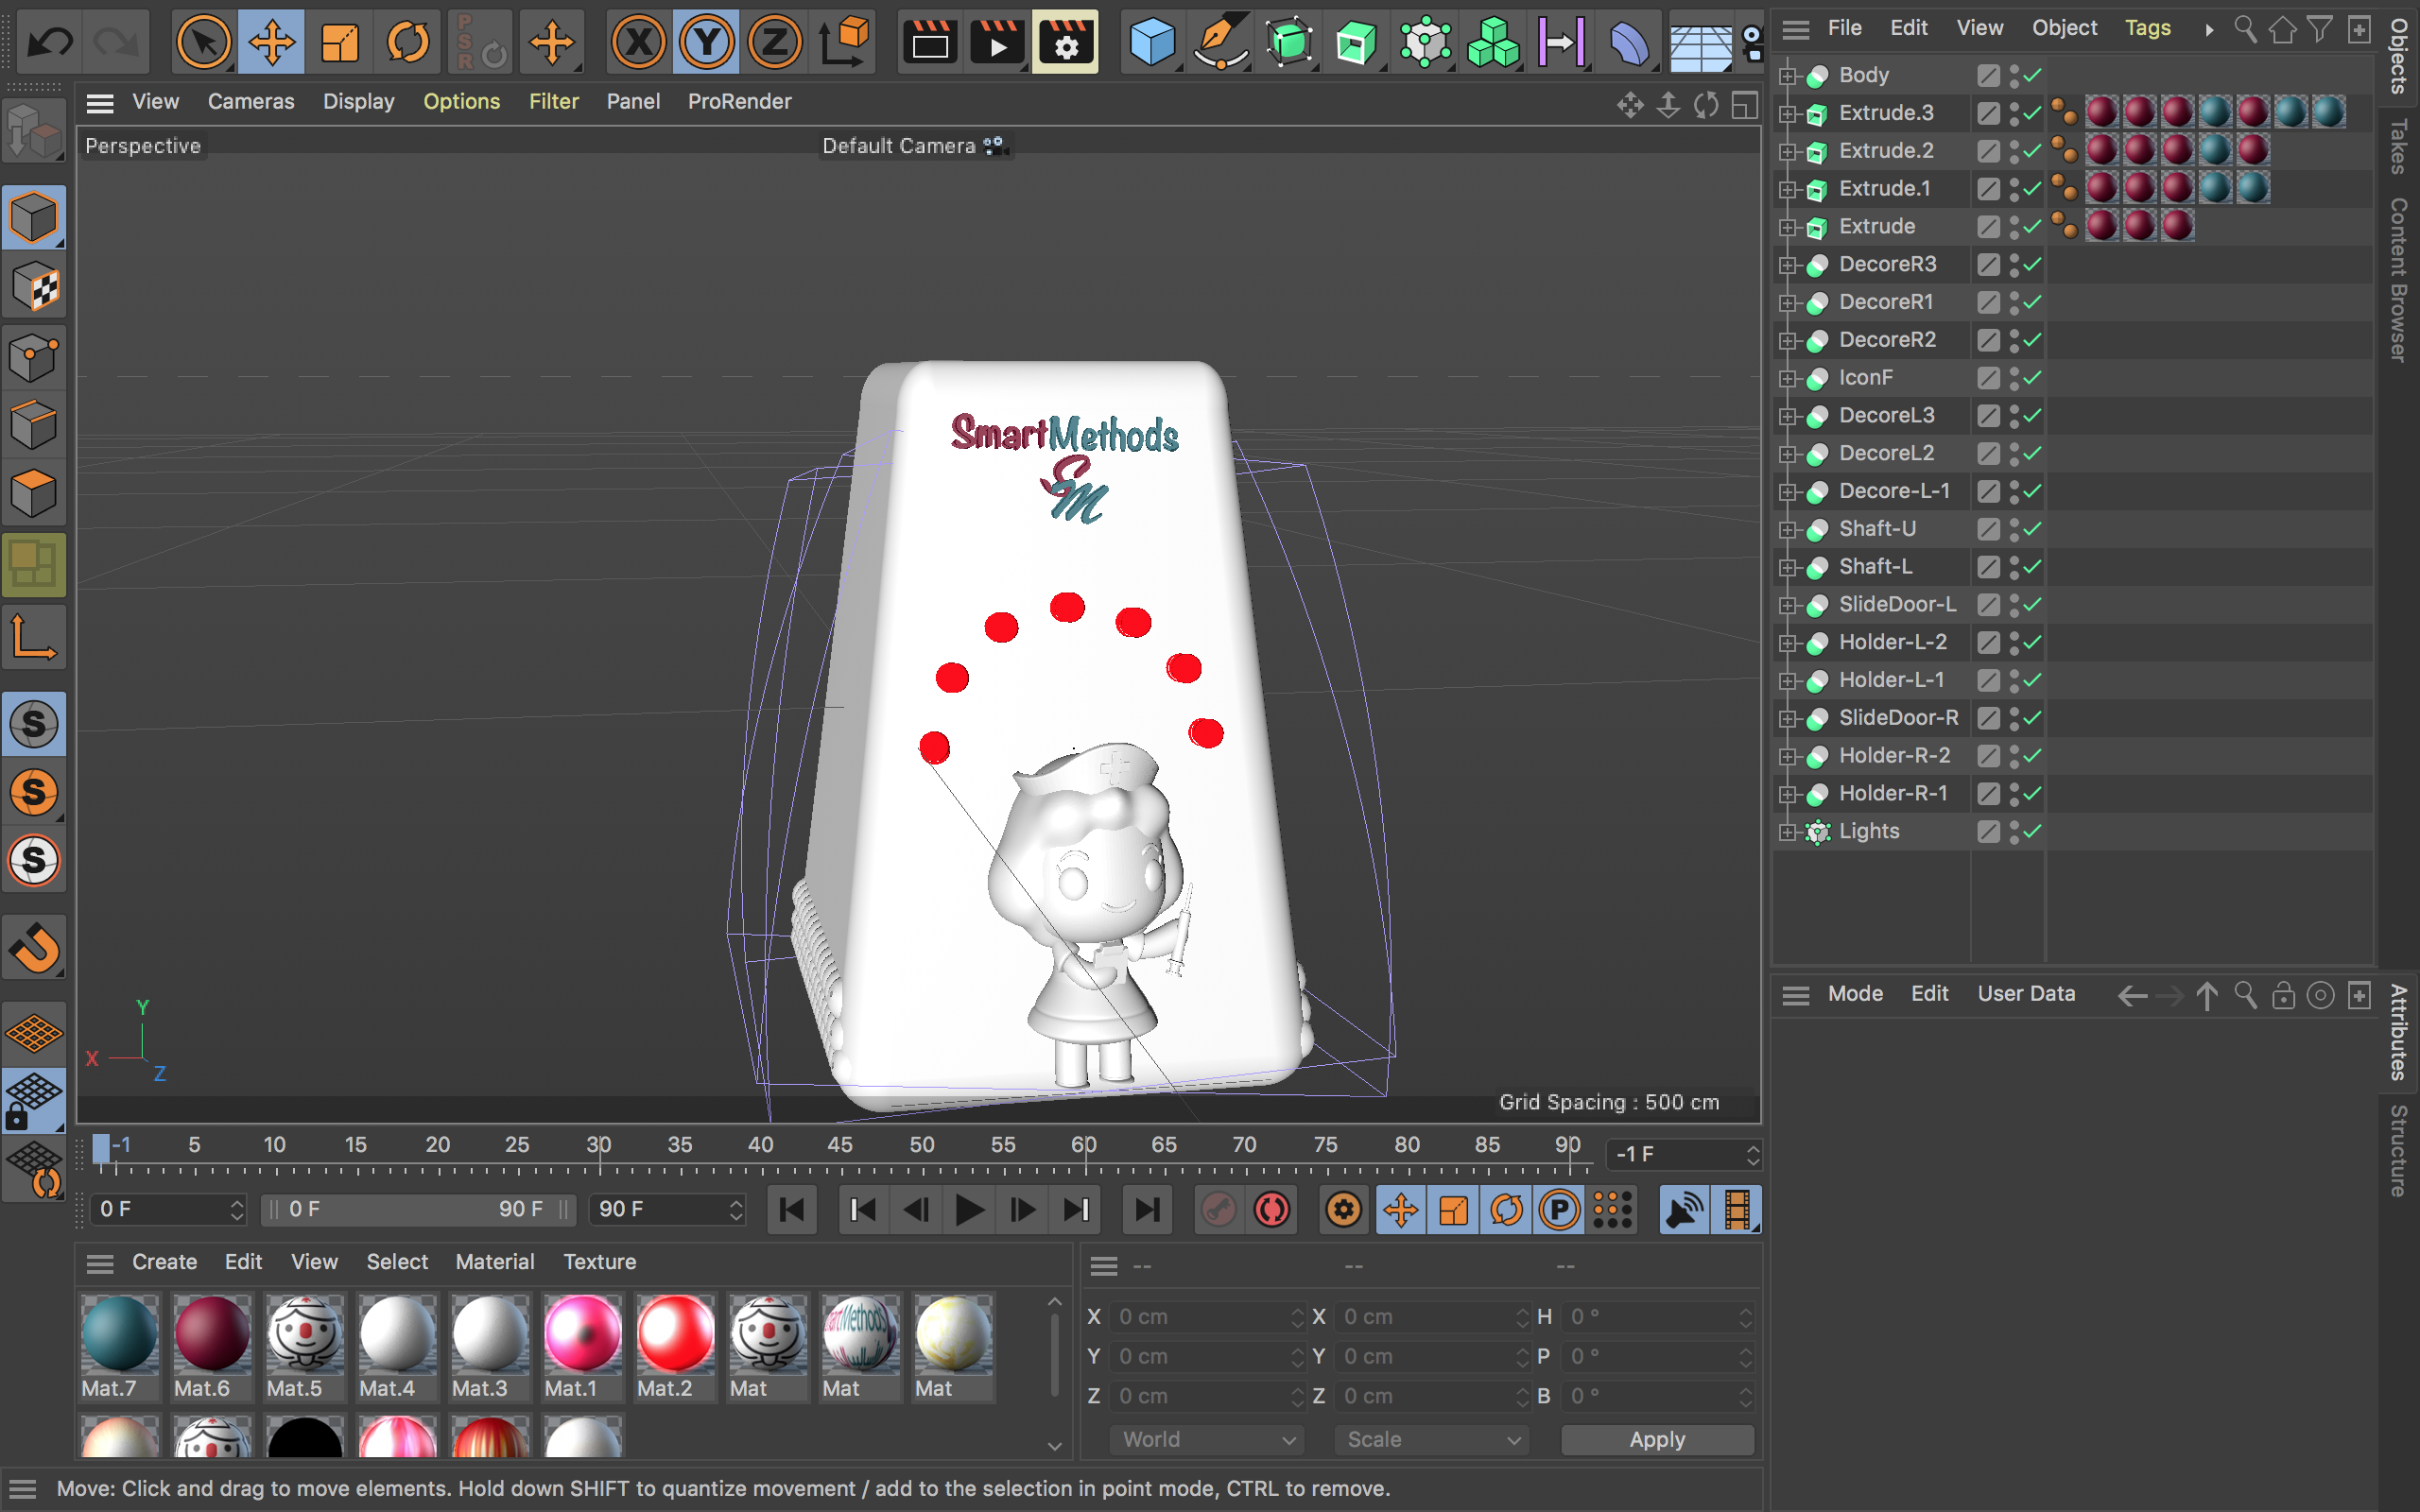 P
S
R
X
Y
Z
File Edit View Object Tags
Objects
Takes
Content Browser
View Cameras Display Options Filter Panel ProRender
Perspective
Default Camera
Body
Extrude.3
Extrude.2
Extrude.1
Extrude
DecoreR3
DecoreR1
DecoreR2
IconF
DecoreL3
DecoreL2
Decore-L-1
Shaft-U
Shaft-L
SlideDoor-L
Holder-L-2
Holder-L-1
SlideDoor-R
Holder-R-2
Holder-R-1
Lights
SmartMethods
SM
S
S
S
Y
X
Z
Grid Spacing : 500 cm
Mode Edit User Data
Attributes
Structure
-1 5 10 15 20 25 30 35 40 45 50 55 60 65 70 75 80 85 90
-1 F
0 F
0 F 90 F
90 F
P
Create Edit View Select Material Texture
-- -- --
Mat.7 Mat.6 Mat.5 Mat.4 Mat.3 Mat.1 Mat.2 Mat Mat Mat
X 0 cm X 0 cm H 0 °
Y 0 cm Y 0 cm P 0 °
Z 0 cm Z 0 cm B 0 °
World Scale Apply
Move: Click and drag to move elements. Hold down SHIFT to quantize movement / add to the selection in point mode, CTRL to remove.